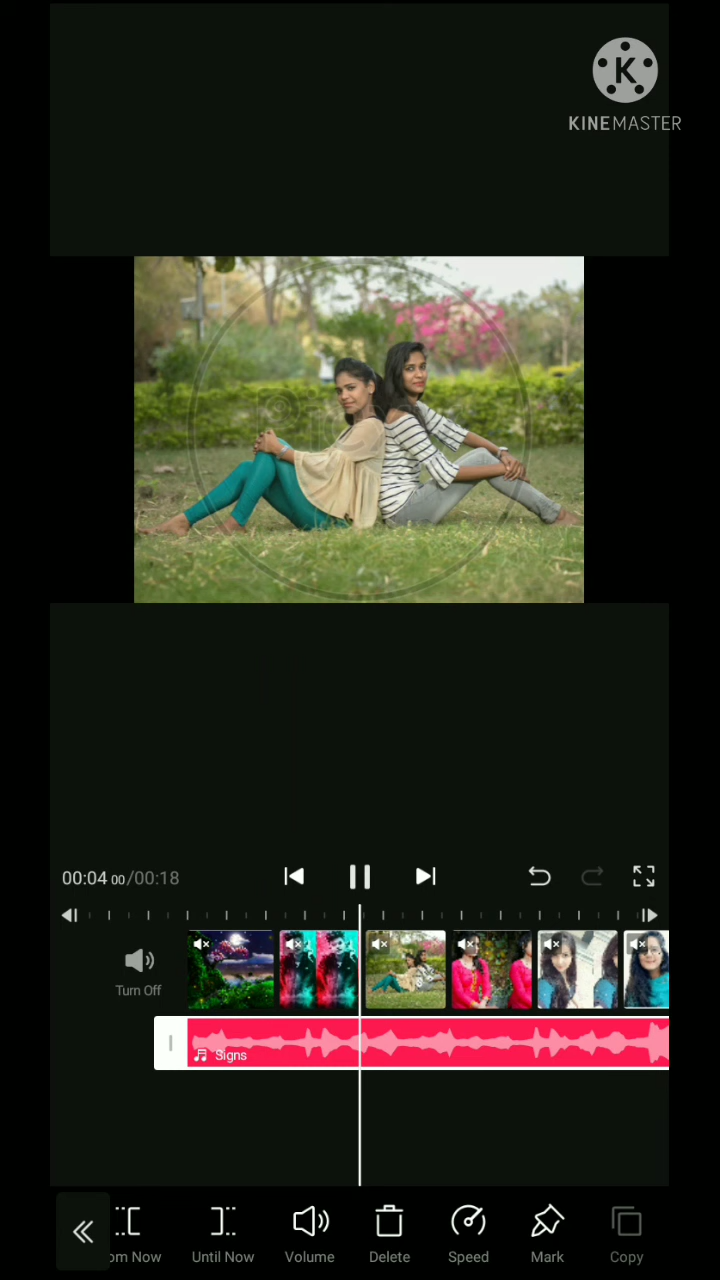 K
KINEMASTER
00:04 00/00:18
Turn Off
Signs
om Now
Until Now
Volume
Delete
Speed
Mark
Copy